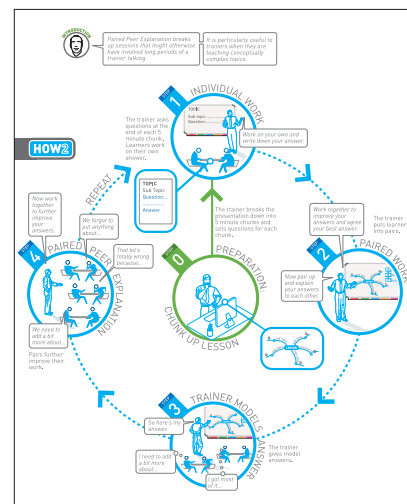 INTRODUCTION
Paired Peer Explanation breaks
up sessions that might otherwise
have involved long periods of a
trainer talking.
It is particularly useful to
trainers when they are
teaching conceptually
complex topics.
HOW2
STEP 1
INDIVIDUAL WORK
The trainer asks
questions at the
end of each 5
minute chunk.
Learners work
on their own
answer.
TOPIC
Sub topic
Question...
Work on your own and
write down your answer.
TOPIC
Sub Topic
Question...
Answer
REPEAT
STEP 0
PREPARATION
CHUNK UP LESSON
The trainer breaks the
presentation down into
5 minute chunks and
sets questions for each
chunk.
STEP 2
PAIRED WORK
The trainer
puts learners
into pairs.
Work together to
improve your
answers and agree
your best answer.
Now pair up
and explain
your answers
to each other.
STEP 3
TRAINER MODELS ANSWER
So here's my
answer.
I need to add
a bit more
about...
I got most
of it...
The trainer
gives model
answers.
STEP 4
PAIRED PEER EXPLANATION
Now work
together
to further
improve
your
answers.
We forgot to
put anything
about...
That bit's
totally wrong
because...
We need to
add a bit
more about...
Pairs further
improve their
work.